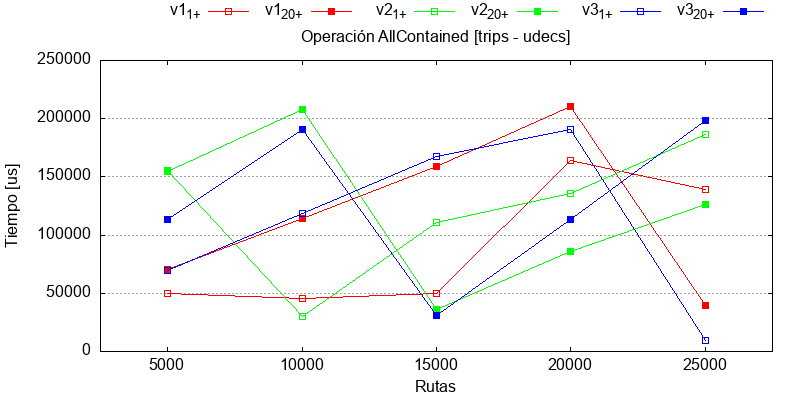 v1₁₊ v1₂₀₊ v2₁₊ v2₂₀₊ v3₁₊ v3₂₀₊
Operación AllContained [trips - udecs]
250000
200000
150000
100000
50000
0
Tiempo [us]
5000 10000 15000 20000 25000
Rutas